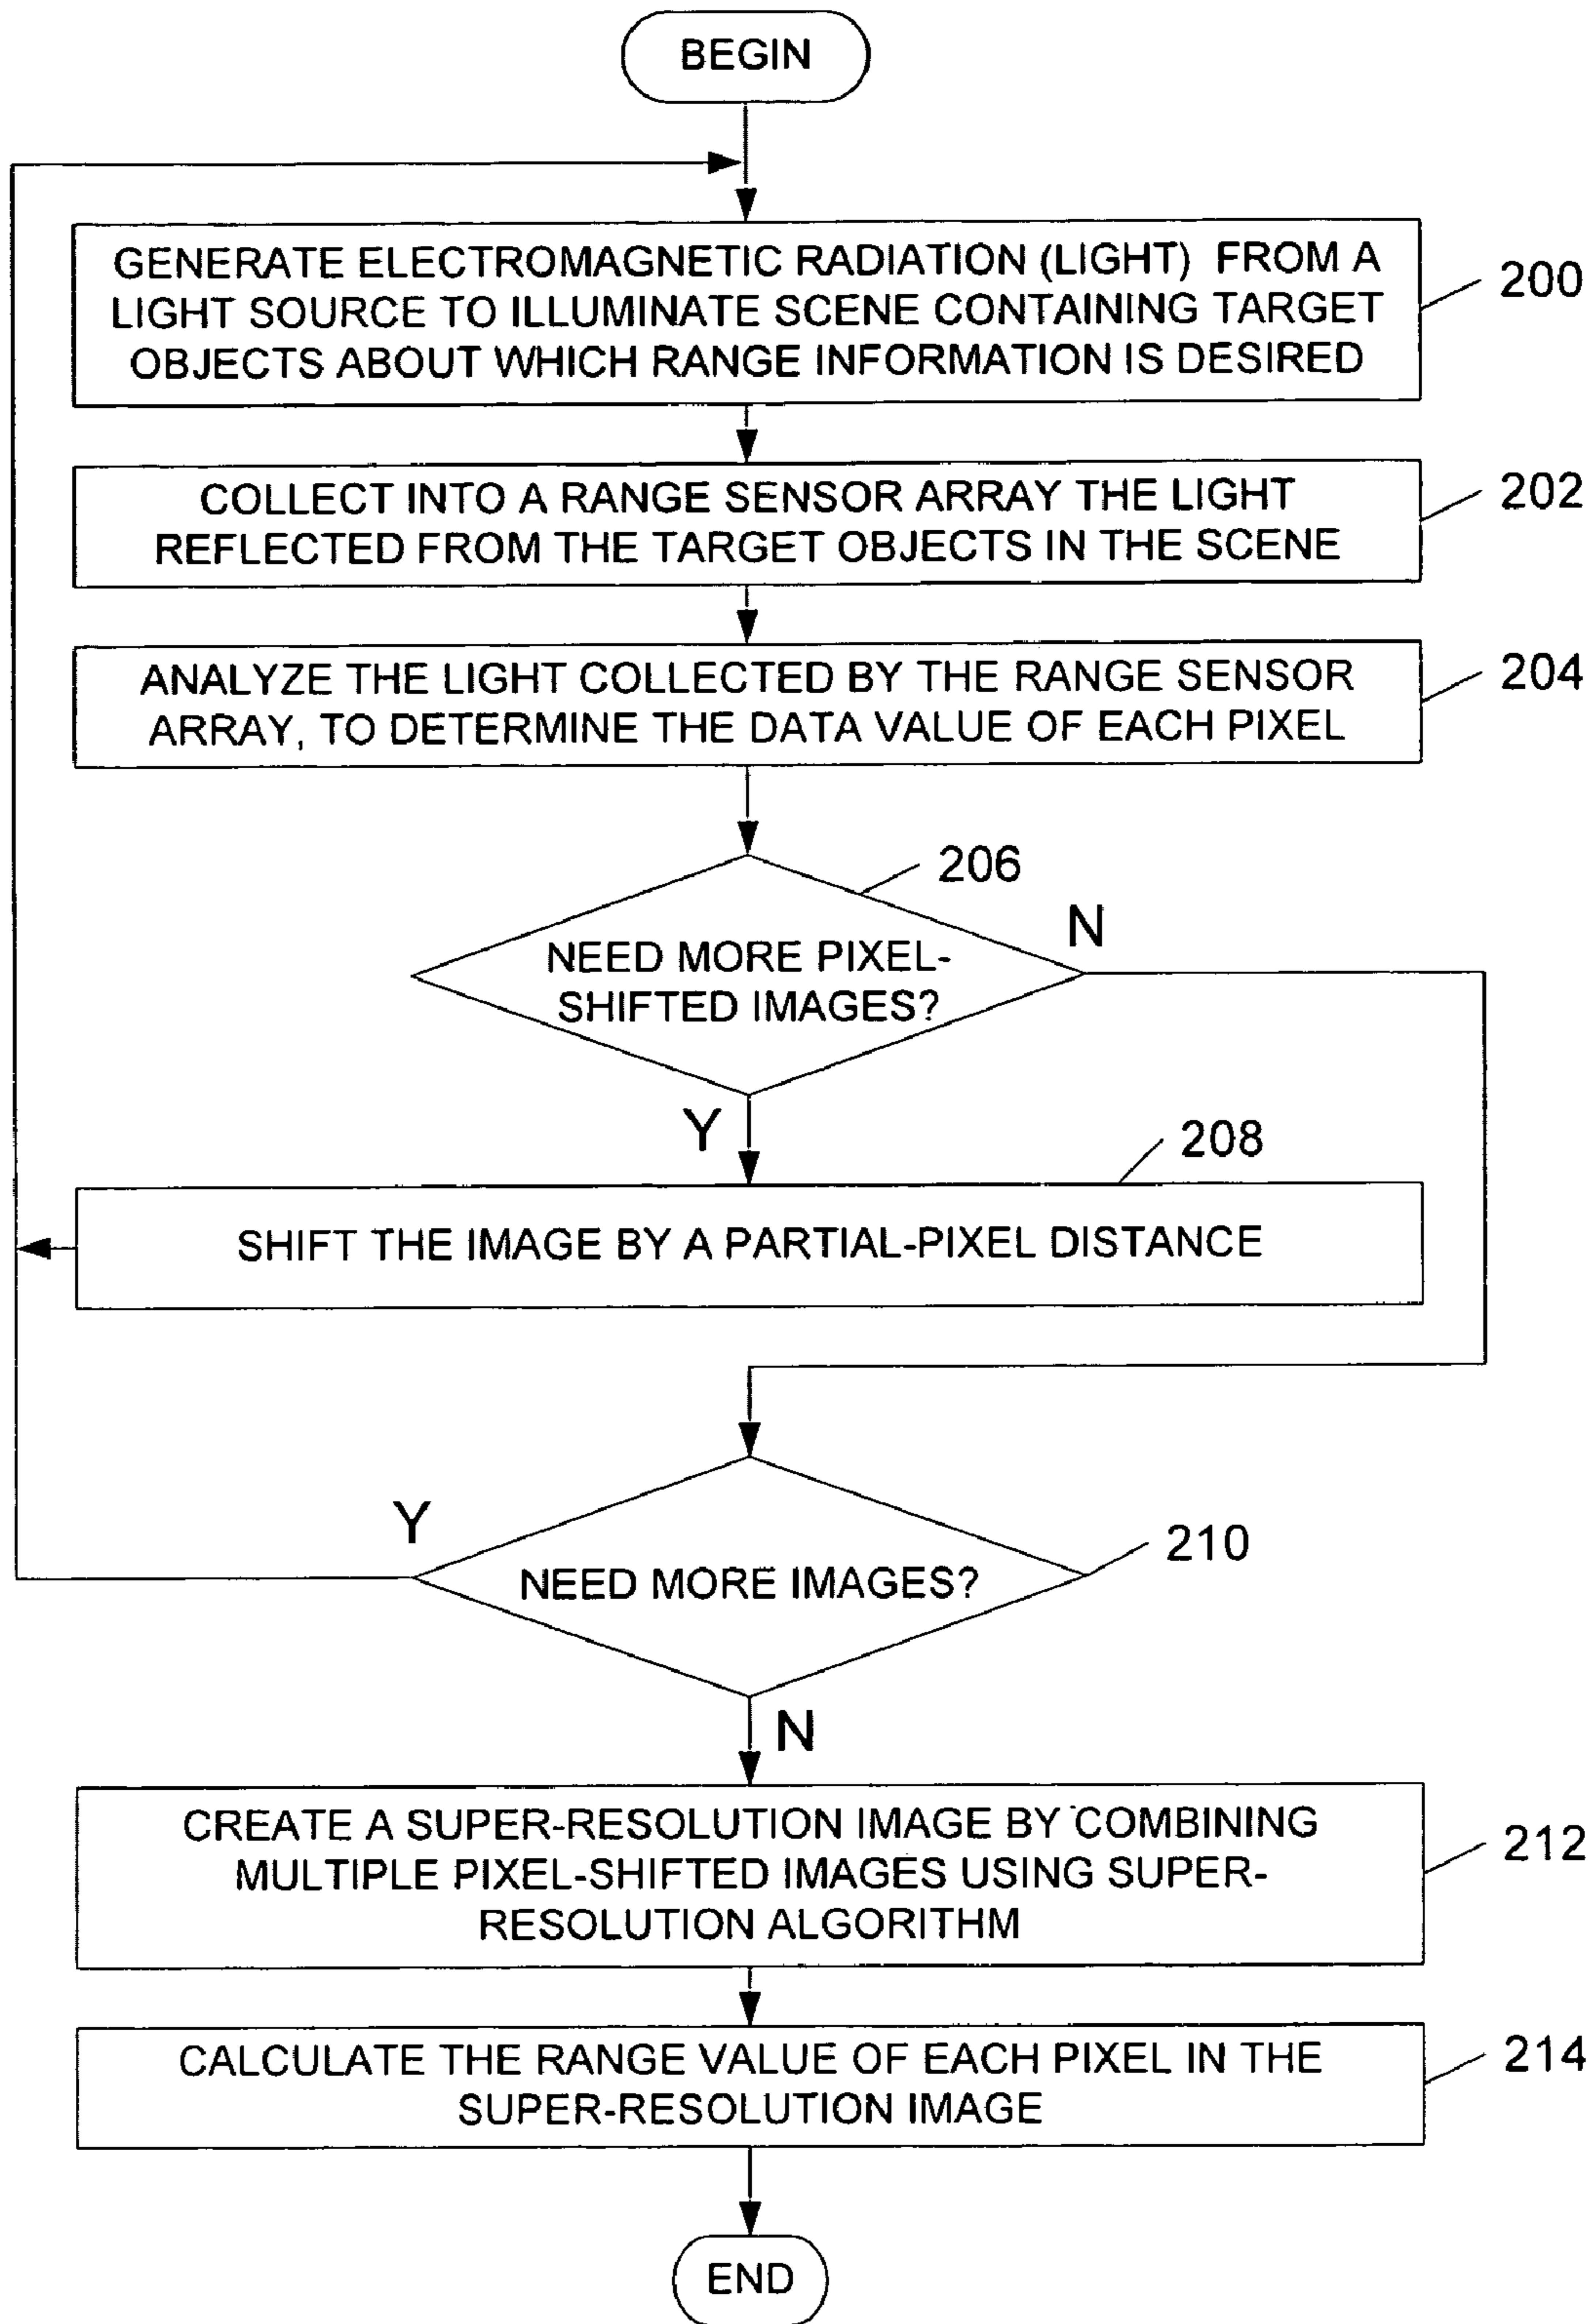 BEGIN
GENERATE ELECTROMAGNETIC RADIATION (LIGHT) FROM A
LIGHT SOURCE TO ILLUMINATE SCENE CONTAINING TARGET
OBJECTS ABOUT WHICH RANGE INFORMATION IS DESIRED
200
COLLECT INTO A RANGE SENSOR ARRAY THE LIGHT
REFLECTED FROM THE TARGET OBJECTS IN THE SCENE
202
ANALYZE THE LIGHT COLLECTED BY THE RANGE SENSOR
ARRAY, TO DETERMINE THE DATA VALUE OF EACH PIXEL
204
206
NEED MORE PIXEL-
SHIFTED IMAGES?
N
Y
208
SHIFT THE IMAGE BY A PARTIAL-PIXEL DISTANCE
Y
NEED MORE IMAGES?
210
N
CREATE A SUPER-RESOLUTION IMAGE BY COMBINING
MULTIPLE PIXEL-SHIFTED IMAGES USING SUPER-
RESOLUTION ALGORITHM
212
CALCULATE THE RANGE VALUE OF EACH PIXEL IN THE
SUPER-RESOLUTION IMAGE
214
END